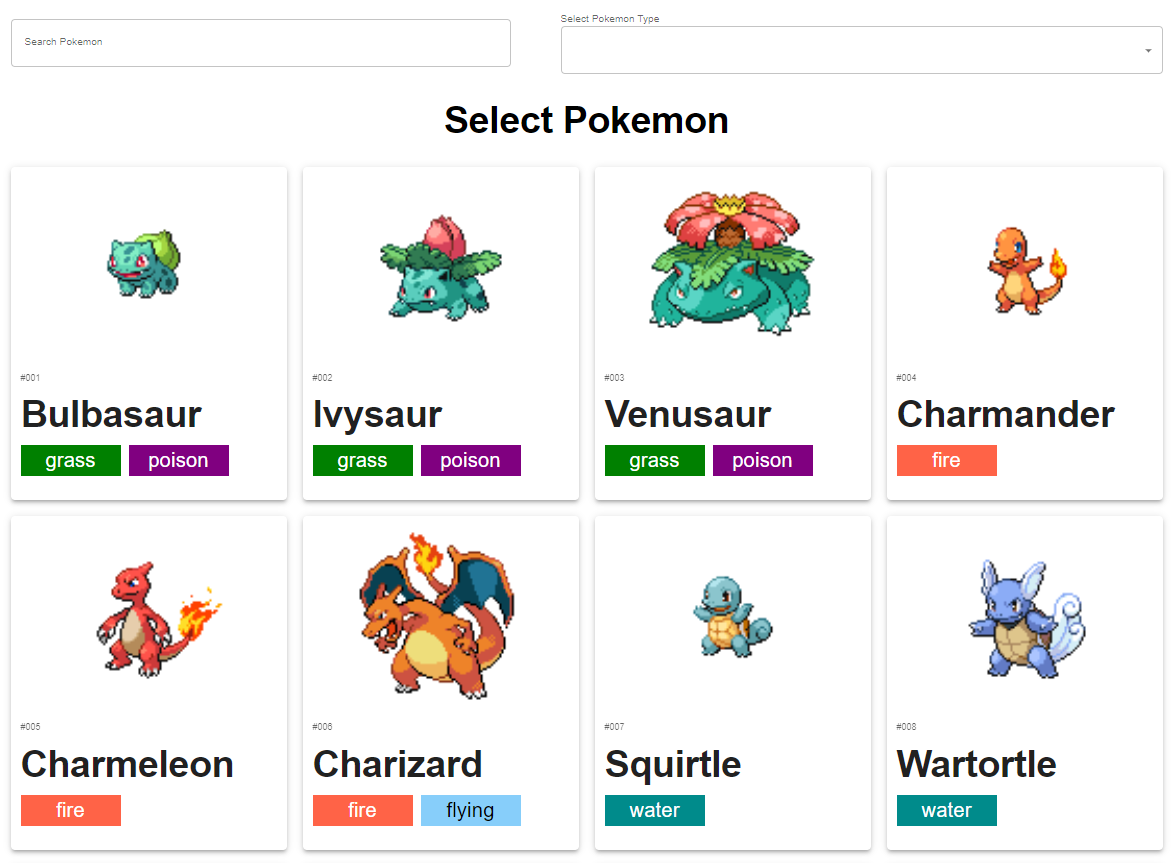 Search Pokemon
Select Pokemon Type
Select Pokemon
#001
Bulbasaur
grass poison
#002
Ivysaur
grass poison
#003
Venusaur
grass poison
#004
Charmander
fire
#005
Charmeleon
fire
#006
Charizard
fire flying
#007
Squirtle
water
#008
Wartortle
water